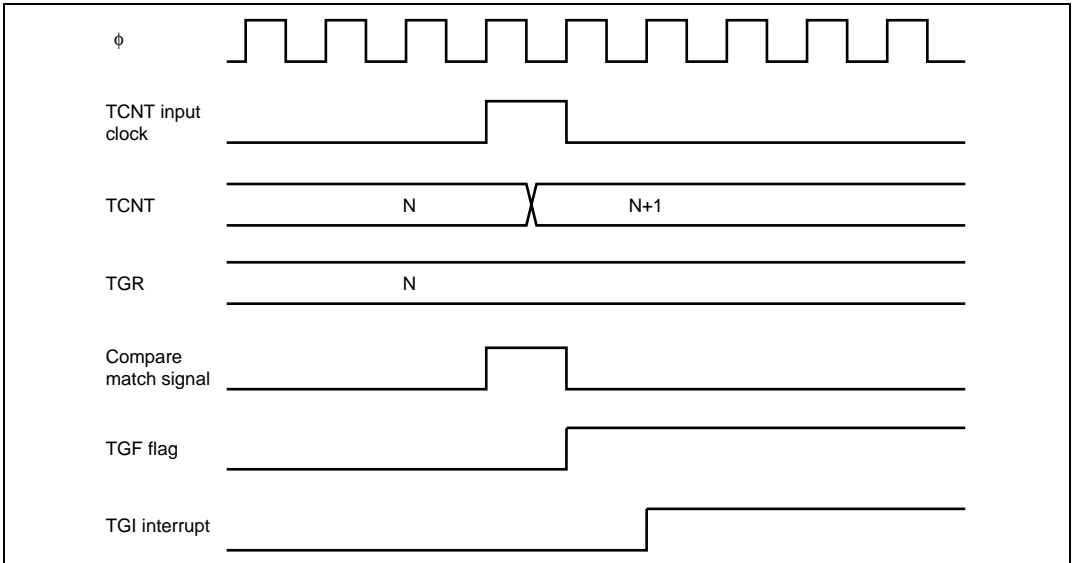 ϕ
TCNT input
clock
TCNT
N
N+1
TGR
N
Compare
match signal
TGF flag
TGI interrupt